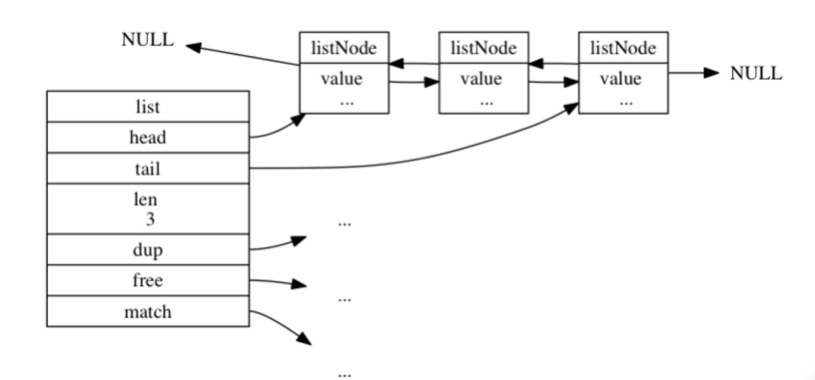 NULL
listNode
listNode
listNode
value
value
value
NULL
...
...
...
list
head
tail
len
3
...
dup
free
...
match
...